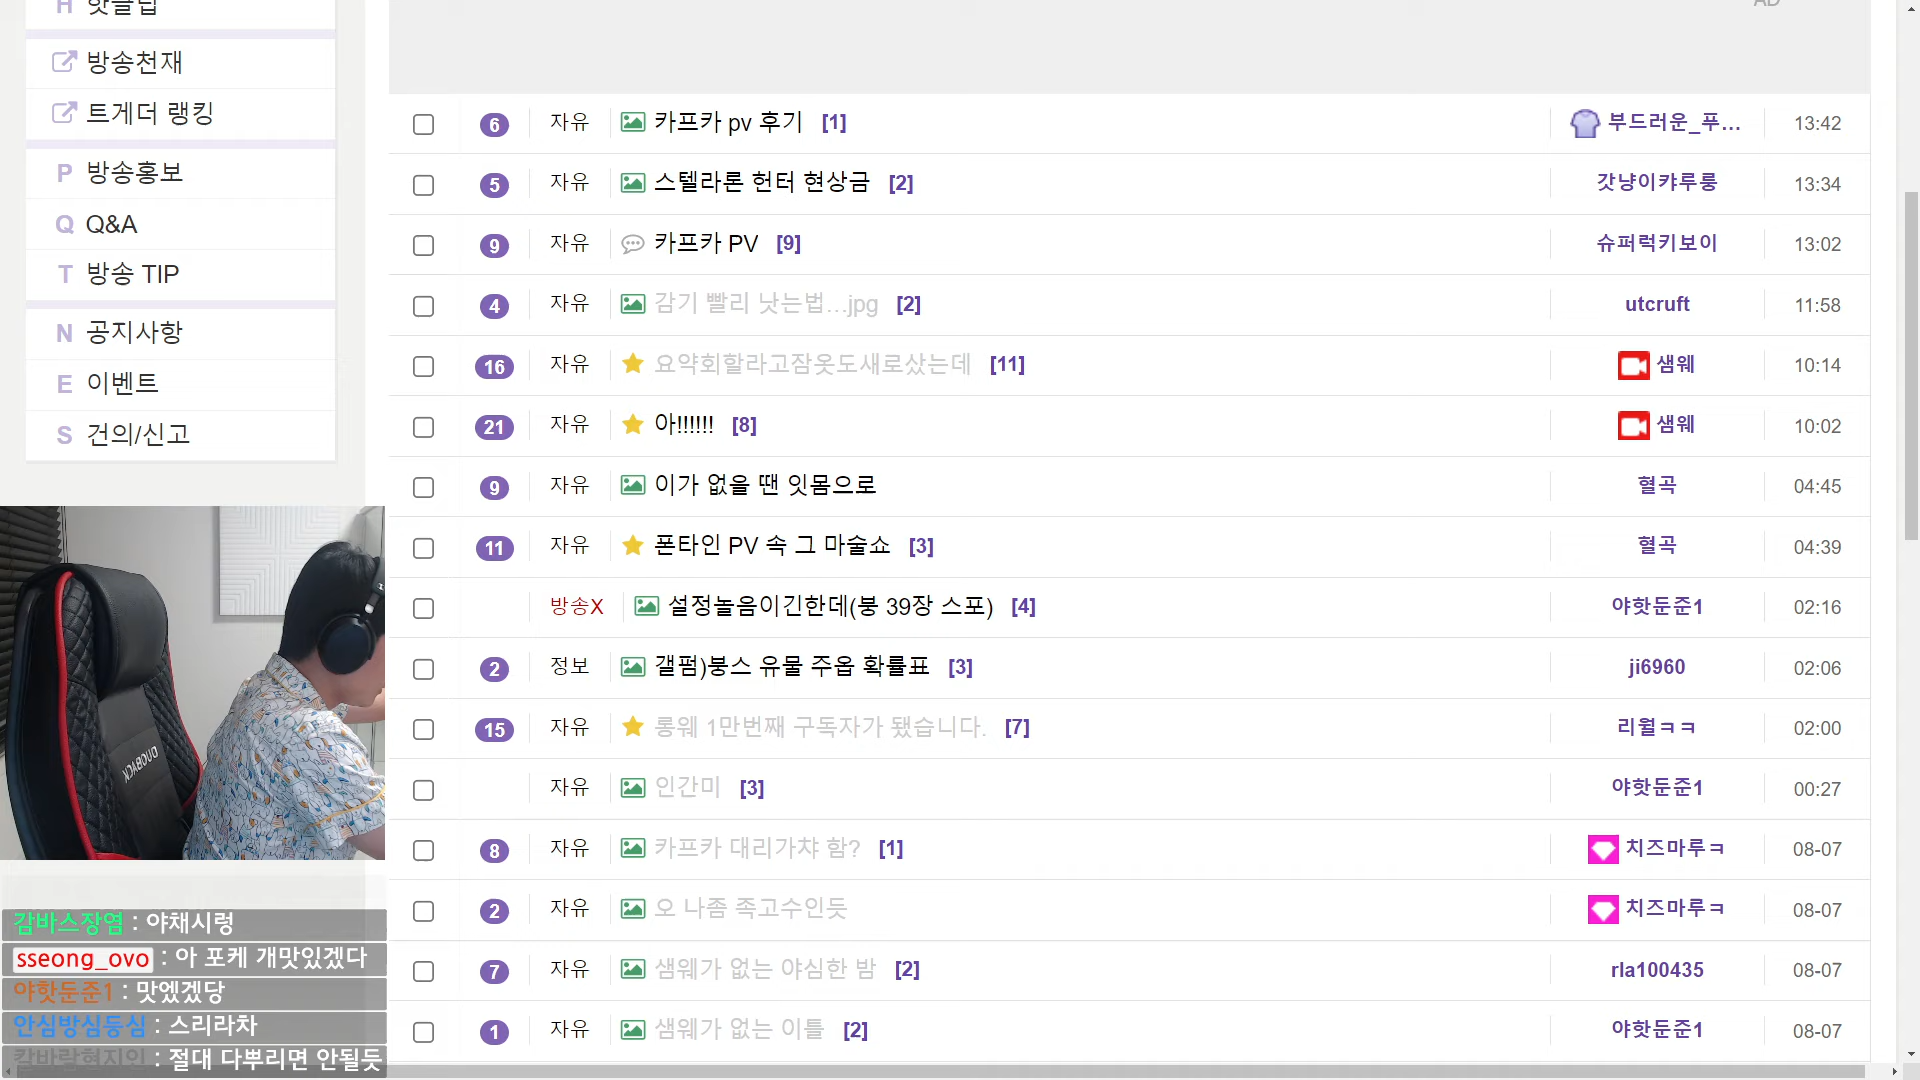 H 핫클립
AD
방송천재
트게더 랭킹
P 방송홍보
Q Q&A
T 방송 TIP
N 공지사항
E 이벤트
S 건의/신고
6 자유 카프카 pv 후기 [1] 부드러운_푸... 13:42
5 자유 스텔라론 헌터 현상금 [2] 갓냥이캬루룽 13:34
9 자유 카프카 PV [9] 슈퍼럭키보이 13:02
4 자유 감기 빨리 낫는법...jpg [2] utcruft 11:58
16 자유 요약회할라고잠옷도새로샀는데 [11] 샘웨 10:14
21 자유 아!!!!!! [8] 샘웨 10:02
9 자유 이가 없을 땐 잇몸으로 혈곡 04:45
11 자유 폰타인 PV 속 그 마술쇼 [3] 혈곡 04:39
방송X 설정놀음이긴한데(붕 39장 스포) [4] 야핫둔준1 02:16
2 정보 갤펌)붕스 유물 주옵 확률표 [3] ji6960 02:06
15 자유 롱웨 1만번째 구독자가 됐습니다. [7] 리월ㅋㅋ 02:00
자유 인간미 [3] 야핫둔준1 00:27
8 자유 카프카 대리가챠 함? [1] 치즈마루ㅋ 08-07
2 자유 오 나좀 족고수인듯 치즈마루ㅋ 08-07
7 자유 샘웨가 없는 야심한 밤 [2] rla100435 08-07
1 자유 샘웨가 없는 이틀 [2] 야핫둔준1 08-07
DUOBACK
감바스장염 : 야채시렁
sseong_ovo : 아 포케 개맛있겠다
야핫둔준1 : 맛엤겠당
안심방심등심 : 스리라차
칼바람현지인 : 절대 다뿌리면 안될듯